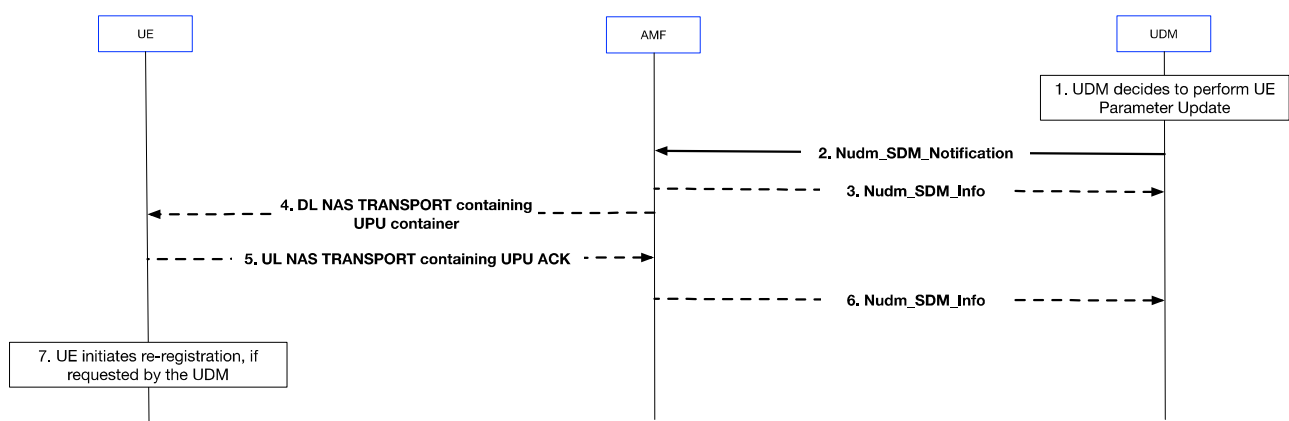 UE
AMF
UDM
1. UDM decides to perform UE
Parameter Update
2. Nudm_SDM_Notification
3. Nudm_SDM_Info
4. DL NAS TRANSPORT containing
UPU container
5. UL NAS TRANSPORT containing UPU ACK
6. Nudm_SDM_Info
7. UE initiates re-registration, if
requested by the UDM